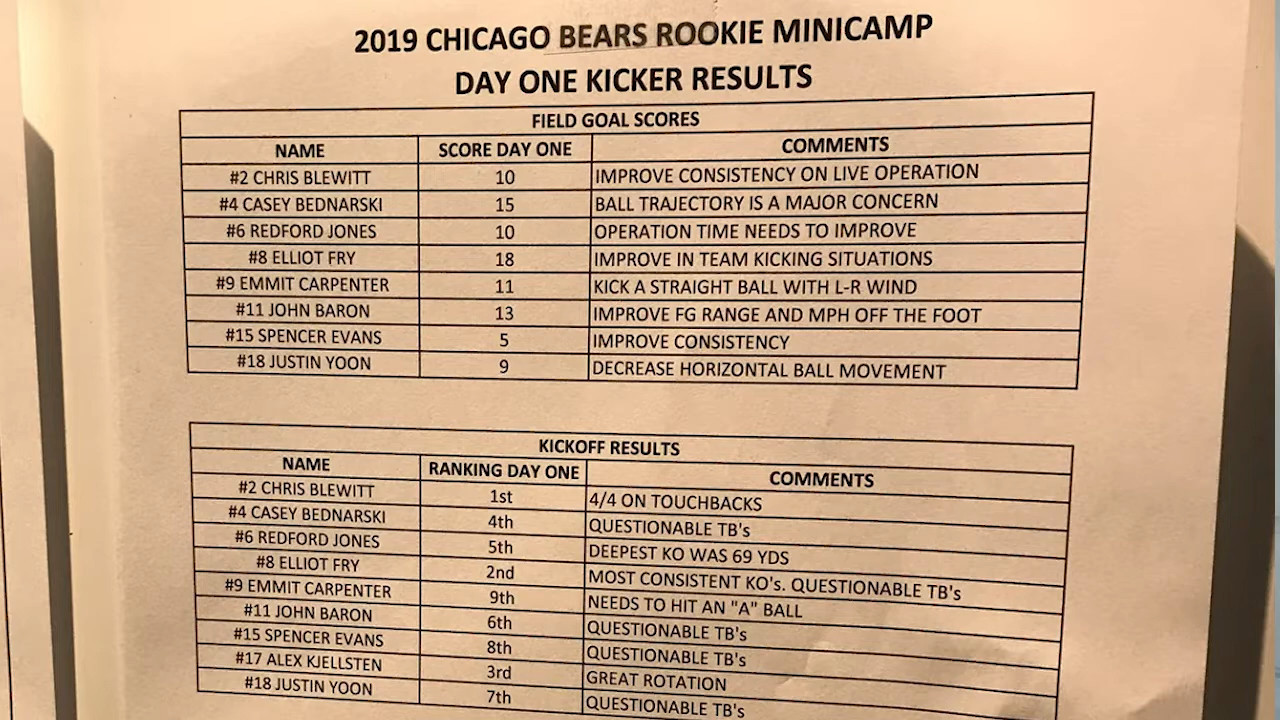 2019 CHICAGO BEARS ROOKIE MINICAMP
DAY ONE KICKER RESULTS
FIELD GOAL SCORES
NAME SCORE DAY ONE COMMENTS
#2 CHRIS BLEWITT 10 IMPROVE CONSISTENCY ON LIVE OPERATION
#4 CASEY BEDNARSKI 15 BALL TRAJECTORY IS A MAJOR CONCERN
#6 REDFORD JONES 10 OPERATION TIME NEEDS TO IMPROVE
#8 ELLIOT FRY 18 IMPROVE IN TEAM KICKING SITUATIONS
#9 EMMIT CARPENTER 11 KICK A STRAIGHT BALL WITH L-R WIND
#11 JOHN BARON 13 IMPROVE FG RANGE AND MPH OFF THE FOOT
#15 SPENCER EVANS 5 IMPROVE CONSISTENCY
#18 JUSTIN YOON 9 DECREASE HORIZONTAL BALL MOVEMENT
KICKOFF RESULTS
NAME RANKING DAY ONE COMMENTS
#2 CHRIS BLEWITT 1st 4/4 ON TOUCHBACKS
#4 CASEY BEDNARSKI 4th QUESTIONABLE TB's
#6 REDFORD JONES 5th DEEPEST KO WAS 69 YDS
#8 ELLIOT FRY 2nd MOST CONSISTENT KO's. QUESTIONABLE TB's
#9 EMMIT CARPENTER 9th NEEDS TO HIT AN "A" BALL
#11 JOHN BARON 6th QUESTIONABLE TB's
#15 SPENCER EVANS 8th QUESTIONABLE TB's
#17 ALEX KJELLSTEN 3rd GREAT ROTATION
#18 JUSTIN YOON 7th QUESTIONABLE TB's